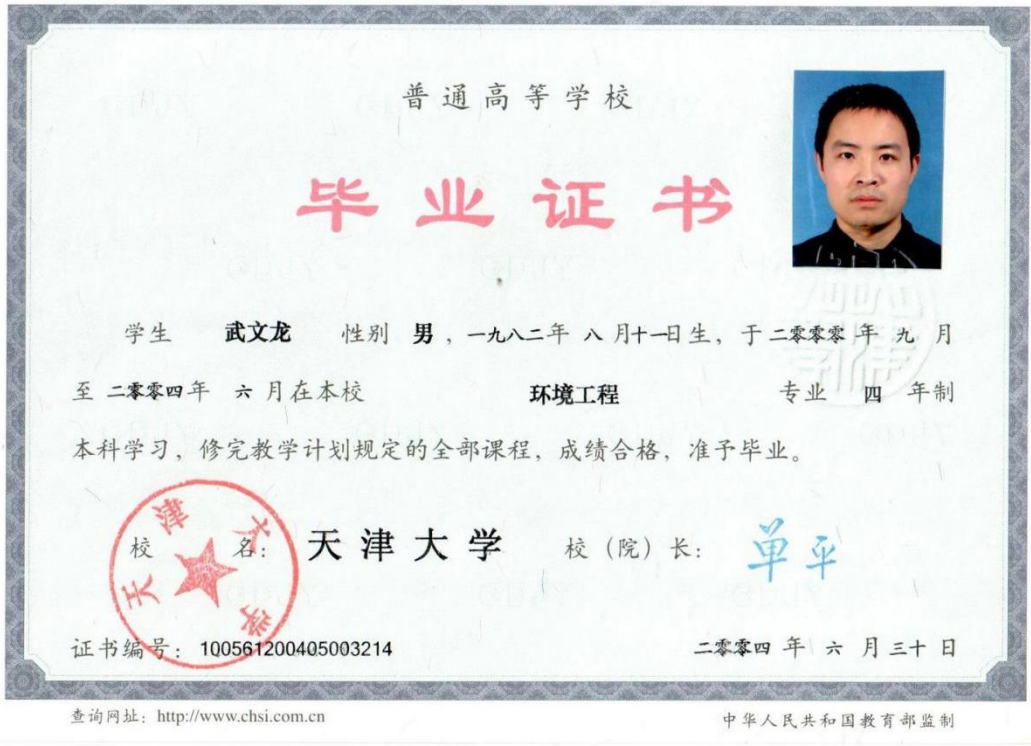 普通高等学校
毕业证书
学生 武文龙 性别 男，一九八二年 八 月十一日生，于二零零零年 九 月
至 二零零四年 六 月在本校 环境工程 专业 四 年制
本科学习，修完教学计划规定的全部课程，成绩合格，准予毕业。
天津大学
校 名：天津大学 校（院）长：单平
证书编号：100561200405003214 二零零四 年 六 月三十日
查询网址：http://www.chsi.com.cn 中华人民共和国教育部监制